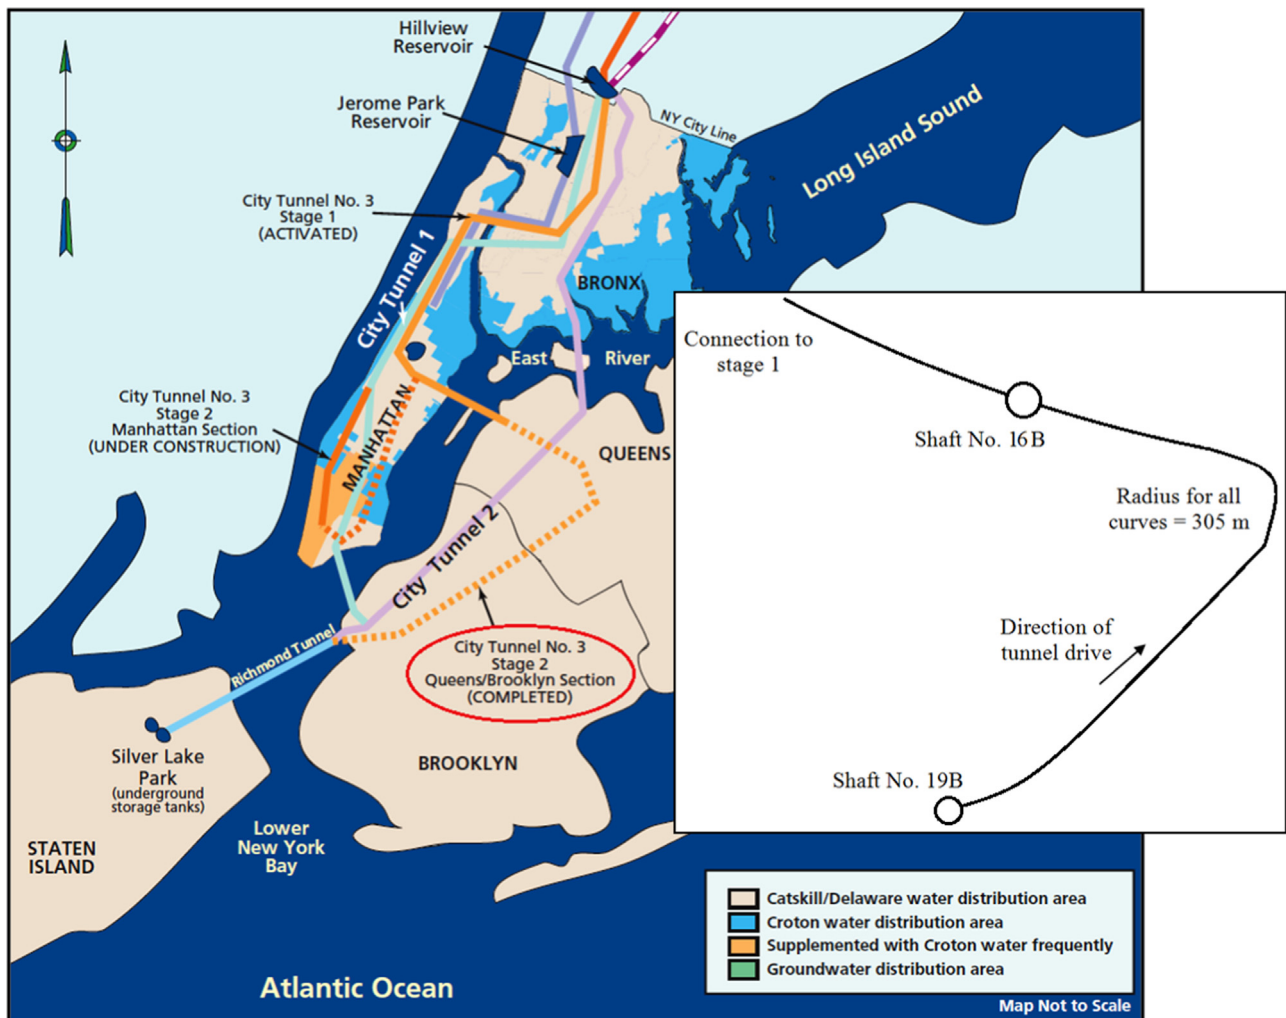 Hillview
Reservoir
Jerome Park
Reservoir
NY City Line
Long Island Sound
City Tunnel No. 3
Stage 1
(ACTIVATED)
City Tunnel 1
BRONX
East River
City Tunnel No. 3
Stage 2
Manhattan Section
(UNDER CONSTRUCTION)
MANHATTAN
QUEENS
City Tunnel 2
Richmond Tunnel
City Tunnel No. 3
Stage 2
Queens/Brooklyn Section
(COMPLETED)
Silver Lake
Park
(underground
storage tanks)
BROOKLYN
STATEN
ISLAND
Lower
New York
Bay
Atlantic Ocean
Connection to
stage 1
Shaft No. 16B
Radius for all
curves = 305 m
Direction of
tunnel drive
Shaft No. 19B
Catskill/Delaware water distribution area
Croton water distribution area
Supplemented with Croton water frequently
Groundwater distribution area
Map Not to Scale